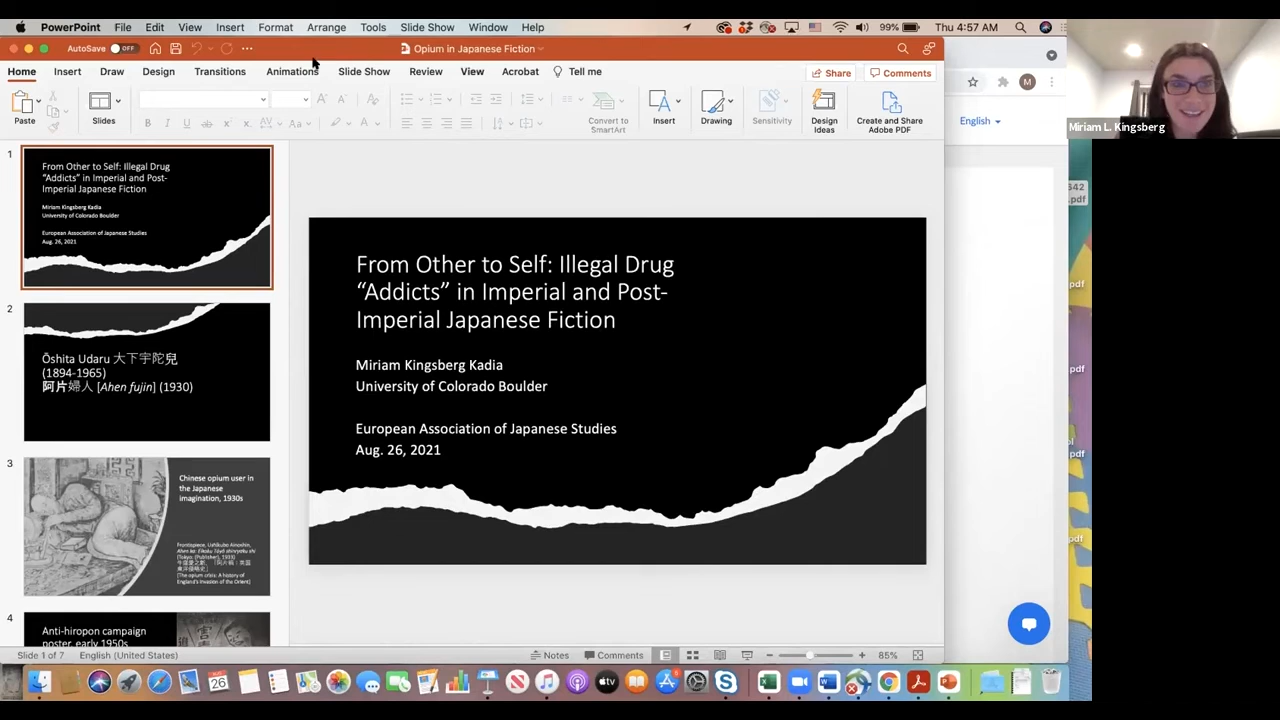 PowerPoint File Edit View Insert Format Arrange Tools Slide Show Window Help 99% Thu 4:57 AM
AutoSave OFF Opium in Japanese Fiction
Home Insert Draw Design Transitions Animations Slide Show Review View Acrobat Tell me Share Comments
Paste Slides Convert to SmartArt Insert Drawing Sensitivity Design Ideas Create and Share Adobe PDF
M
English
Miriam L. Kingsberg
642
.pdf
pdf
pdf
pdf
1
From Other to Self: Illegal Drug
“Addicts” in Imperial and Post-
Imperial Japanese Fiction
Miriam Kingsberg Kadia
University of Colorado Boulder
European Association of Japanese Studies
Aug. 26, 2021
2
Ōshita Udaru 大下宇陀兒
(1894-1965)
阿片婦人 [Ahen fujin] (1930)
3
Chinese opium user in
the Japanese
imagination, 1930s
4
Anti-hiropon campaign
poster, early 1950s
From Other to Self: Illegal Drug
“Addicts” in Imperial and Post-
Imperial Japanese Fiction
Miriam Kingsberg Kadia
University of Colorado Boulder
European Association of Japanese Studies
Aug. 26, 2021
Slide 1 of 7 English (United States) Notes Comments 85%